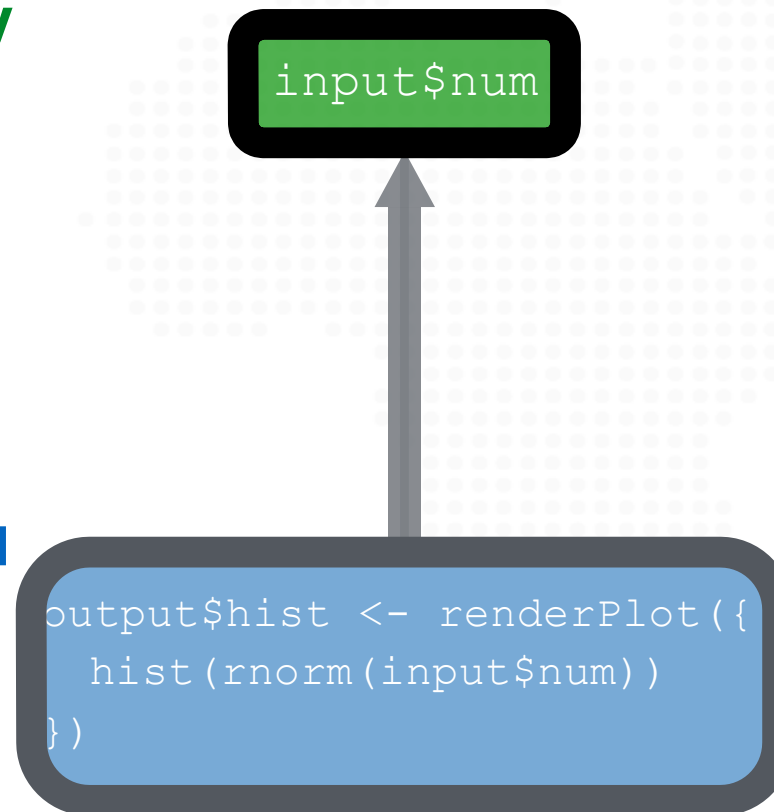 y
input$num
output$hist <- renderPlot({
  hist(rnorm(input$num))
})